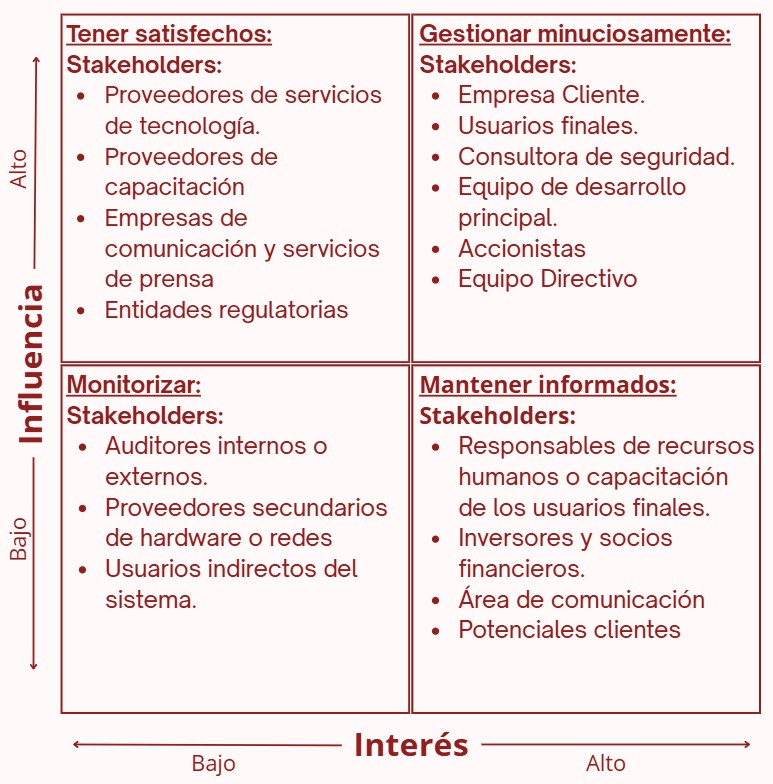 Tener satisfechos:
Stakeholders:
• Proveedores de servicios
de tecnología.
• Proveedores de
capacitación
• Empresas de
comunicación y servicios
de prensa
• Entidades regulatorias
Gestionar minuciosamente:
Stakeholders:
• Empresa Cliente.
• Usuarios finales.
• Consultora de seguridad.
• Equipo de desarrollo
principal.
• Accionistas
• Equipo Directivo
Alto
Influencia
Bajo
Monitorizar:
Stakeholders:
• Auditores internos o
externos.
• Proveedores secundarios
de hardware o redes
• Usuarios indirectos del
sistema.
Mantener informados:
Stakeholders:
• Responsables de recursos
humanos o capacitación
de los usuarios finales.
• Inversores y socios
financieros.
• Área de comunicación
• Potenciales clientes
Bajo
Interés
Alto